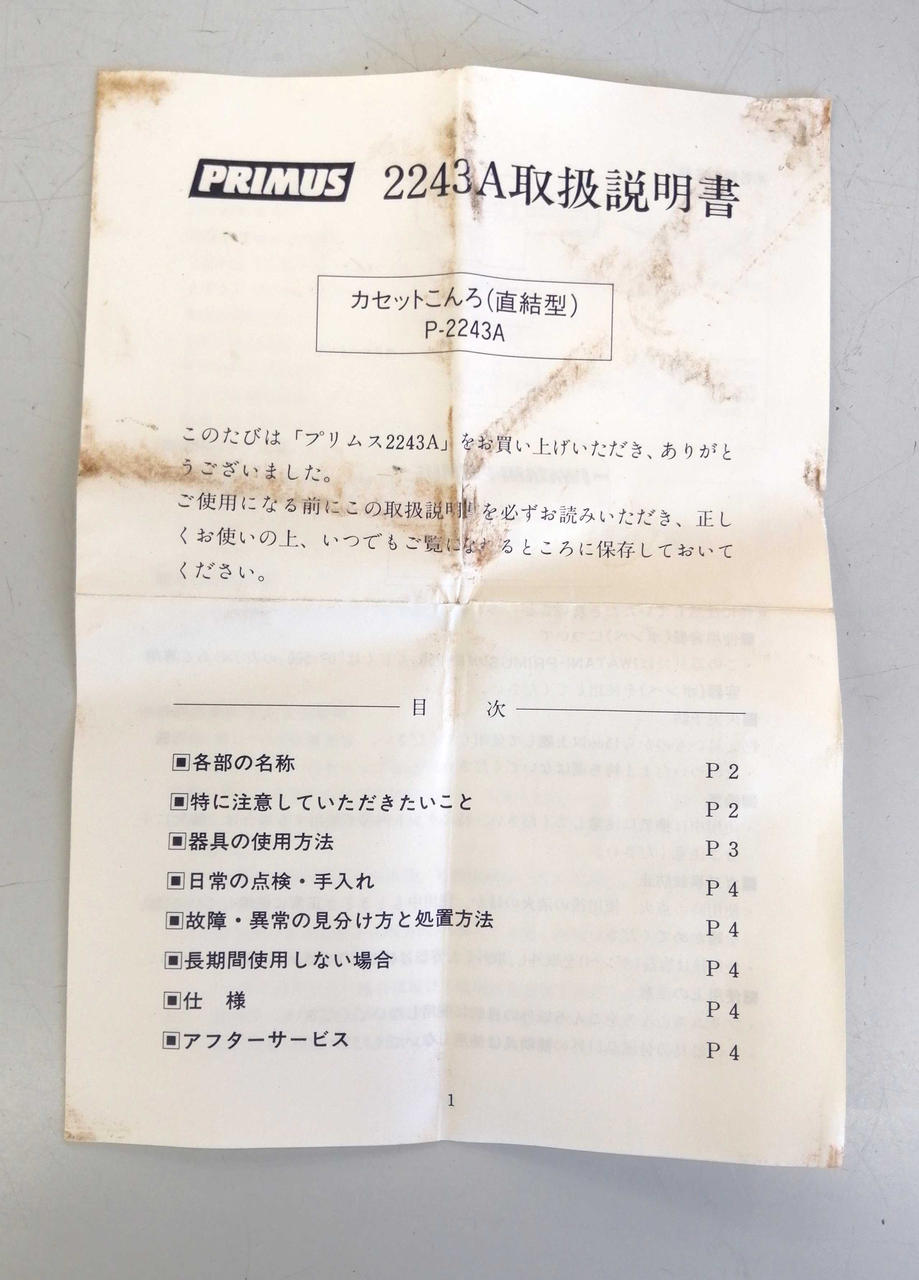 PRIMUS 2243A取扱説明書
カセットこんろ(直結型)
P-2243A
このたびは「プリムス2243A」をお買い上げいただき、ありがと
うございました。
ご使用になる前にこの取扱説明書を必ずお読みいただき、正し
くお使いの上、いつでもご覧になれるところに保存しておいて
ください。
目 次
▣各部の名称 P 2
▣特に注意していただきたいこと P 2
▣器具の使用方法 P 3
▣日常の点検・手入れ P 4
▣故障・異常の見分け方と処置方法 P 4
▣長期間使用しない場合 P 4
▣仕 様 P 4
▣アフターサービス P 4
1